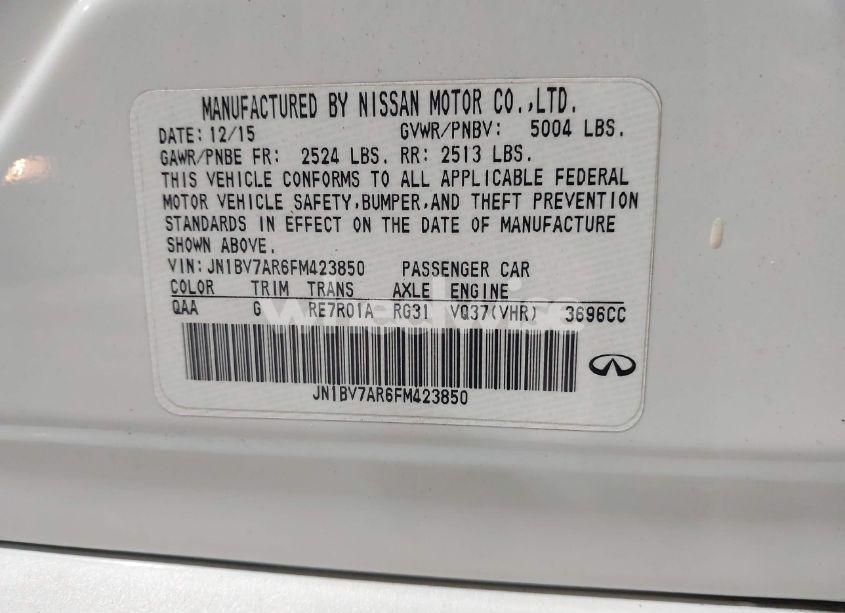 MANUFACTURED BY NISSAN MOTOR CO.,LTD.
DATE: 12/15 GVWR/PNBV: 5004 LBS.
GAWR/PNBE FR: 2524 LBS. RR: 2513 LBS.
THIS VEHICLE CONFORMS TO ALL APPLICABLE FEDERAL
MOTOR VEHICLE SAFETY,BUMPER,AND THEFT PREVENTION
STANDARDS IN EFFECT ON THE DATE OF MANUFACTURE
SHOWN ABOVE.
VIN: JN1BV7AR6FM423850 PASSENGER CAR
COLOR TRIM TRANS AXLE ENGINE
QAA G RE7R01A RG31 VQ37(VHR) 3696CC
JN1BV7AR6FM423850